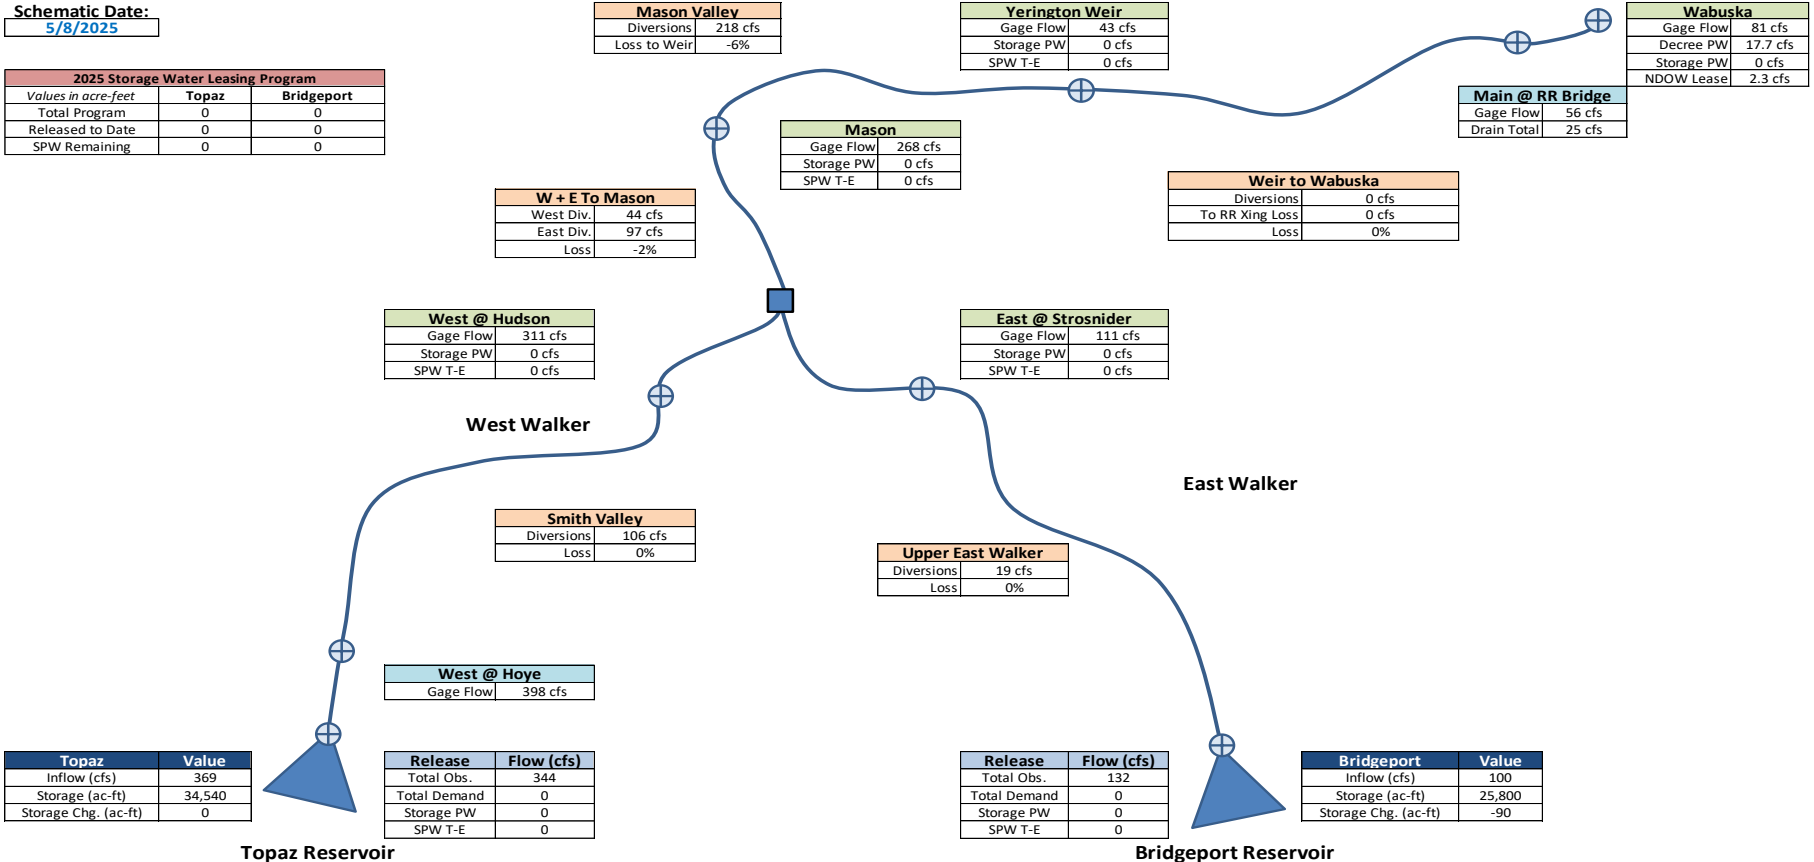 Schematic Date:
5/8/2025
2025 Storage Water Leasing Program
Values in acre-feet Topaz Bridgeport
Total Program 0 0
Released to Date 0 0
SPW Remaining 0 0
Mason Valley
Diversions 218 cfs
Loss to Weir -6%
Yerington Weir
Gage Flow 43 cfs
Storage PW 0 cfs
SPW T-E 0 cfs
Wabuska
Gage Flow 81 cfs
Decree PW 17.7 cfs
Storage PW 0 cfs
NDOW Lease 2.3 cfs
Main @ RR Bridge
Gage Flow 56 cfs
Drain Total 25 cfs
Mason
Gage Flow 268 cfs
Storage PW 0 cfs
SPW T-E 0 cfs
W + E To Mason
West Div. 44 cfs
East Div. 97 cfs
Loss -2%
Weir to Wabuska
Diversions 0 cfs
To RR Xing Loss 0 cfs
Loss 0%
West @ Hudson
Gage Flow 311 cfs
Storage PW 0 cfs
SPW T-E 0 cfs
East @ Strosnider
Gage Flow 111 cfs
Storage PW 0 cfs
SPW T-E 0 cfs
West Walker
East Walker
Smith Valley
Diversions 106 cfs
Loss 0%
Upper East Walker
Diversions 19 cfs
Loss 0%
West @ Hoye
Gage Flow 398 cfs
Topaz Value
Inflow (cfs) 369
Storage (ac-ft) 34,540
Storage Chg. (ac-ft) 0
Release Flow (cfs)
Total Obs. 344
Total Demand 0
Storage PW 0
SPW T-E 0
Topaz Reservoir
Release Flow (cfs)
Total Obs. 132
Total Demand 0
Storage PW 0
SPW T-E 0
Bridgeport Value
Inflow (cfs) 100
Storage (ac-ft) 25,800
Storage Chg. (ac-ft) -90
Bridgeport Reservoir